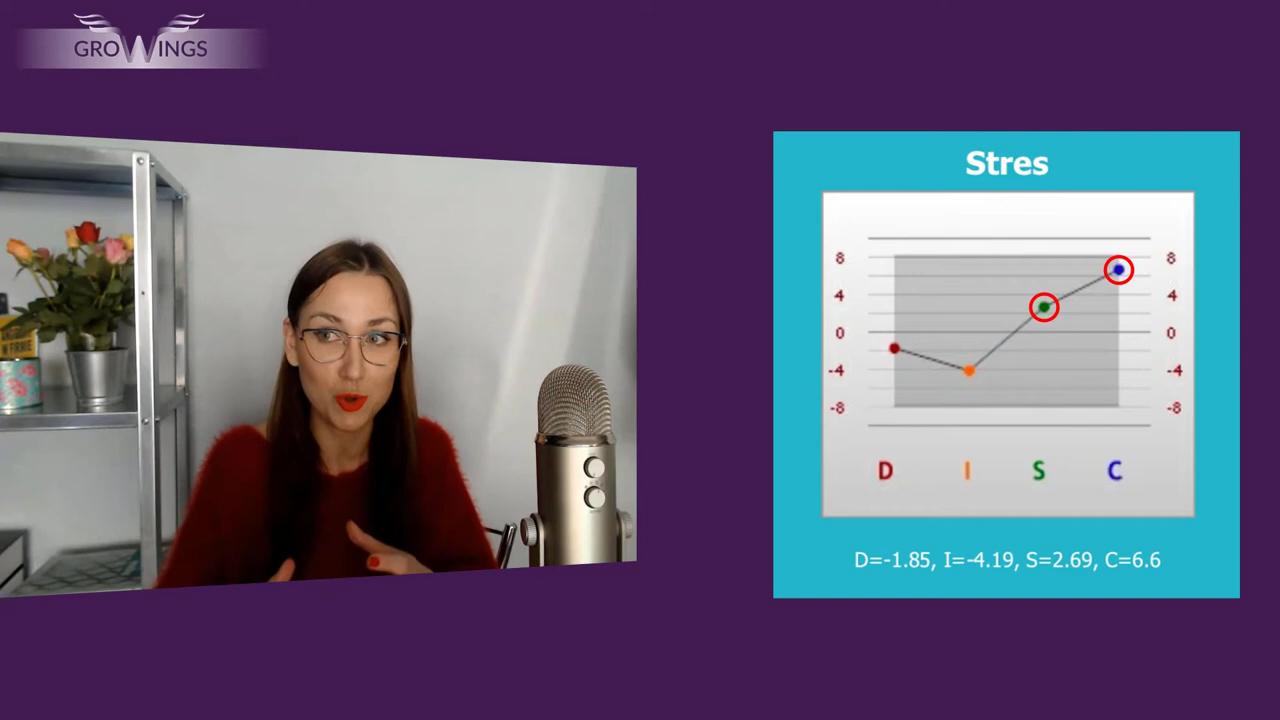 GROWINGS
Stres
8 8
4 4
0 0
-4 -4
-8 -8
D I S C
D=-1.85, I=-4.19, S=2.69, C=6.6